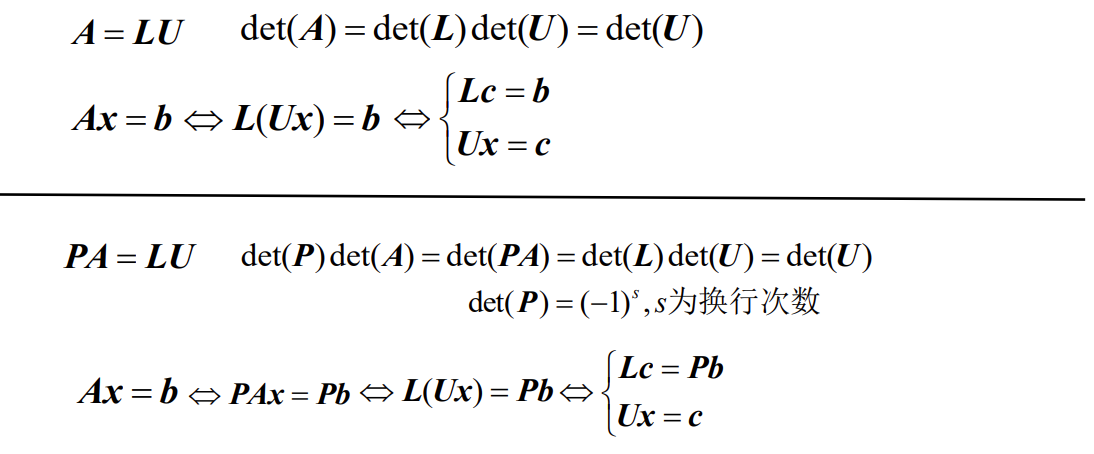 A = LU  det(A) = det(L)det(U) = det(U)
Ax = b ⇔ L(Ux) = b ⇔ { Lc = b
Ux = c
PA = LU  det(P)det(A) = det(PA) = det(L)det(U) = det(U)
det(P) = (−1)^s, s为换行次数
Ax = b ⇔ PAx = Pb ⇔ L(Ux) = Pb ⇔ { Lc = Pb
Ux = c